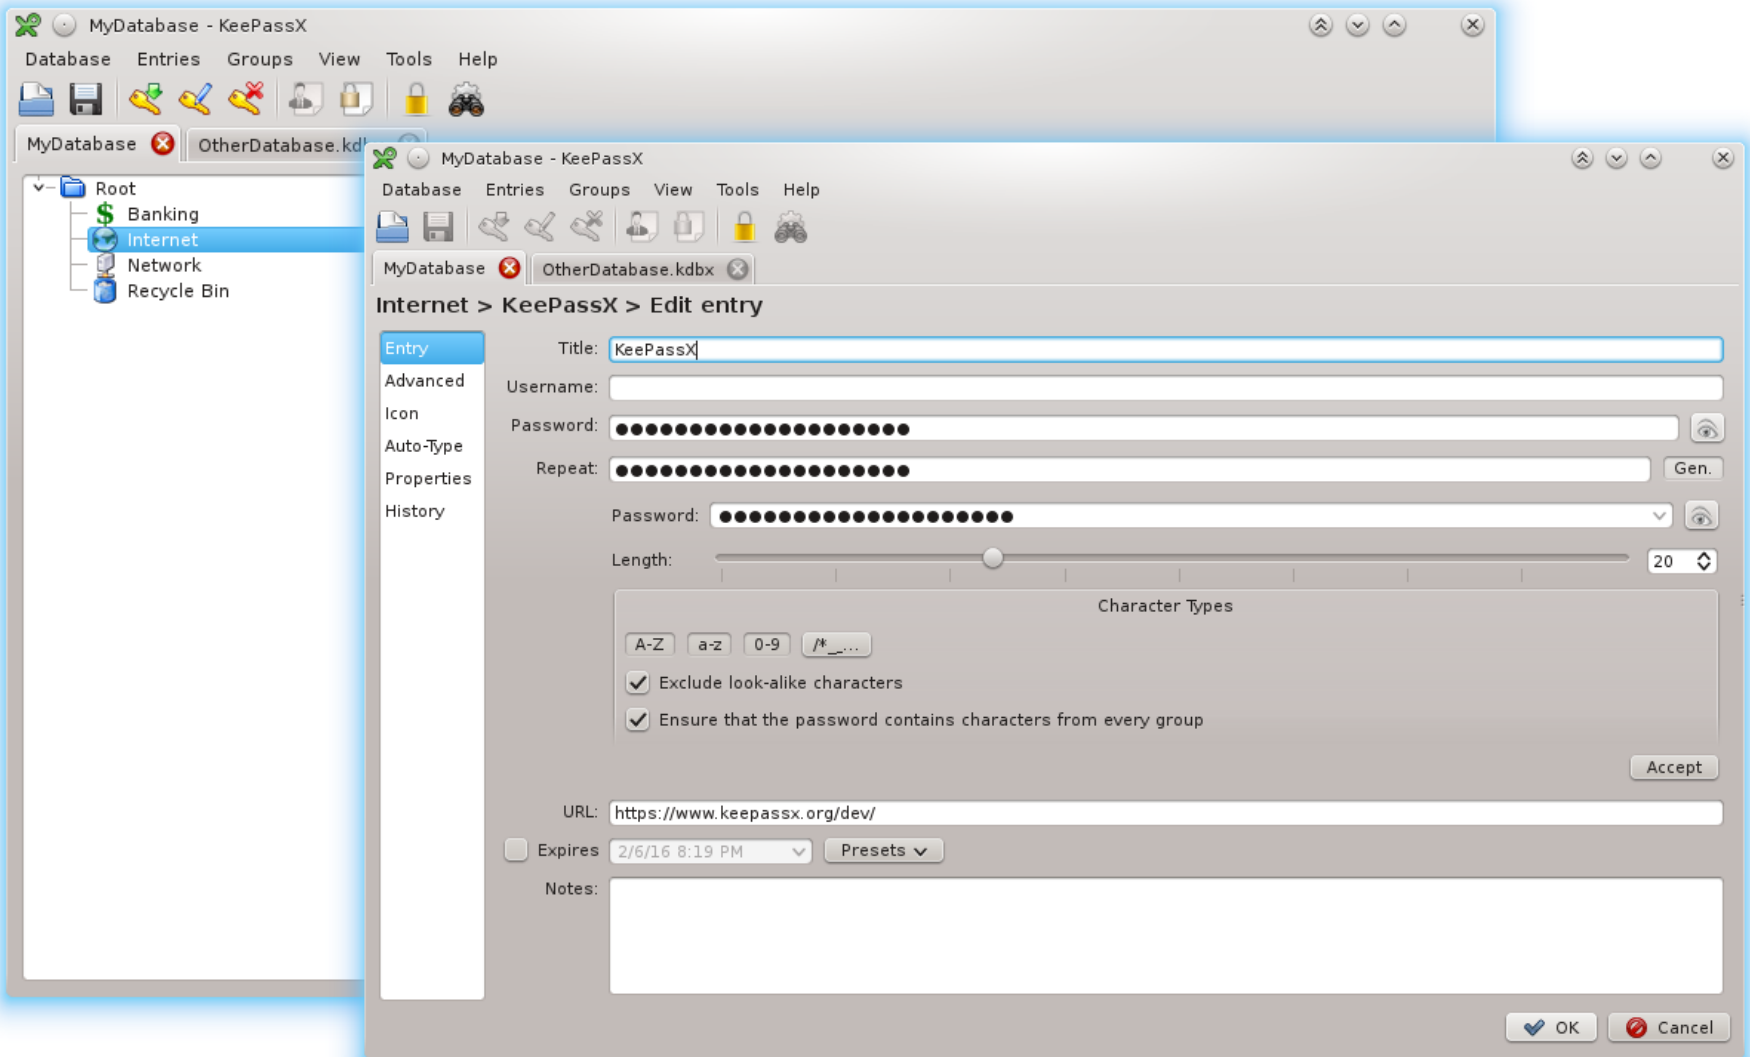 MyDatabase - KeePassX
Database Entries Groups View Tools Help
MyDatabase OtherDatabase.kd
Root
Banking
Internet
Network
Recycle Bin
MyDatabase - KeePassX
Database Entries Groups View Tools Help
MyDatabase OtherDatabase.kdbx
Internet > KeePassX > Edit entry
Entry
Advanced
Icon
Auto-Type
Properties
History
Title: KeePassX
Username:
Password: ●●●●●●●●●●●●●●●●●●●●
Repeat: ●●●●●●●●●●●●●●●●●●●● Gen.
Password: ●●●●●●●●●●●●●●●●●●●●
Length: 20
Character Types
A-Z a-z 0-9 /*_...
Exclude look-alike characters
Ensure that the password contains characters from every group
Accept
URL: https://www.keepassx.org/dev/
Expires 2/6/16 8:19 PM Presets
Notes:
OK Cancel